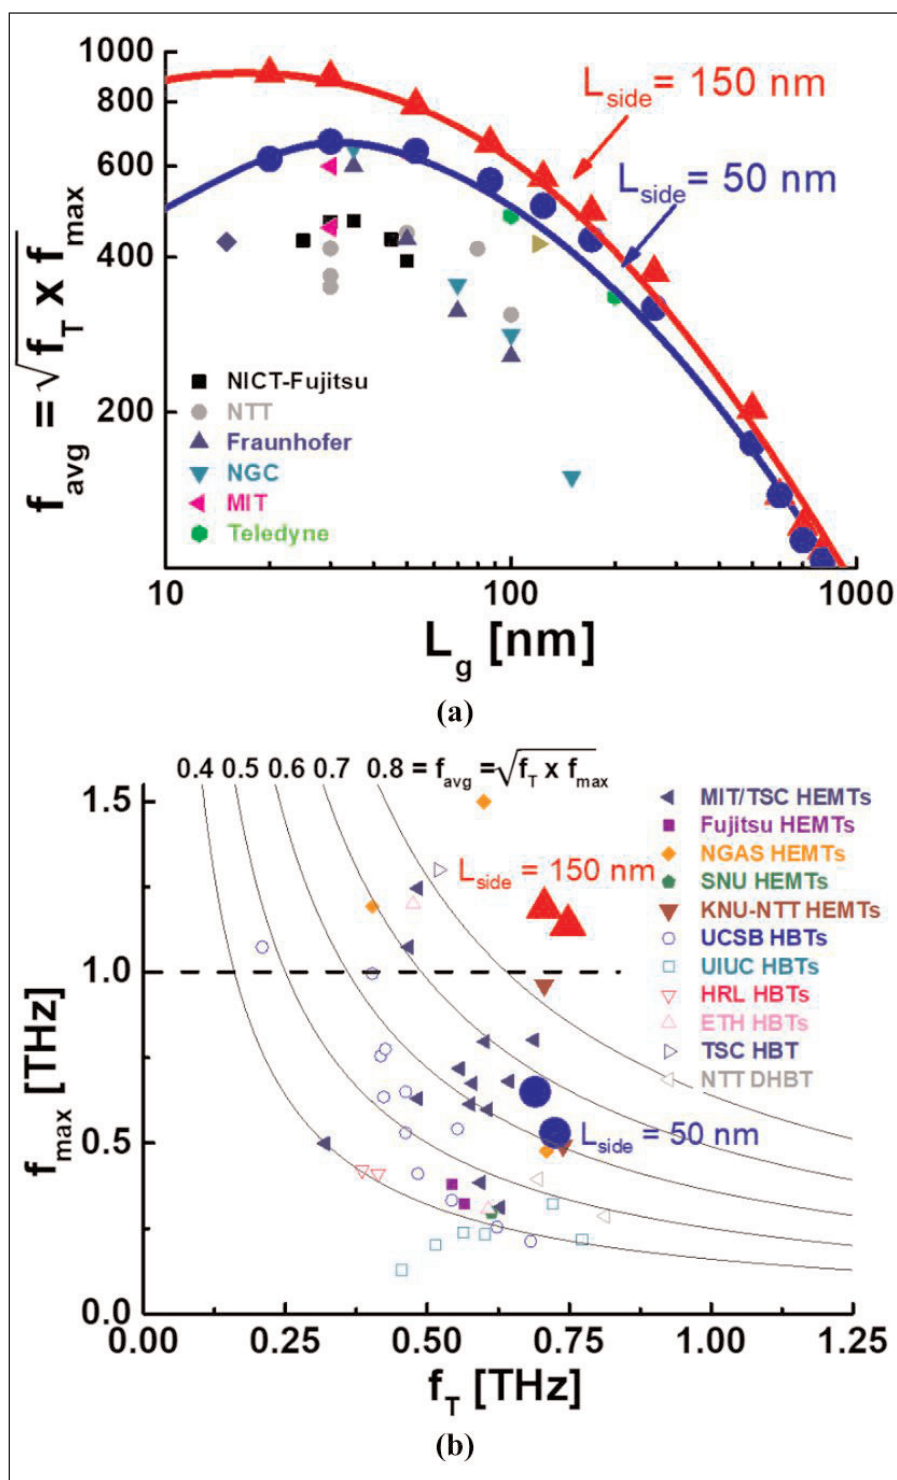 1000
800
600
400
200
f_avg = √f_T x f_max
L_side = 150 nm
L_side = 50 nm
NICT-Fujitsu
NTT
Fraunhofer
NGC
MIT
Teledyne
10 100 1000
L_g [nm]
(a)
0.4 0.5 0.6 0.7 0.8 = f_avg = √f_T x f_max
1.5
1.0
0.5
0.0
f_max [THz]
MIT/TSC HEMTs
Fujitsu HEMTs
NGAS HEMTs
SNU HEMTs
KNU-NTT HEMTs
UCSB HBTs
UIUC HBTs
HRL HBTs
ETH HBTs
TSC HBT
NTT DHBT
L_side = 150 nm
L_side = 50 nm
0.00 0.25 0.50 0.75 1.00 1.25
f_T [THz]
(b)